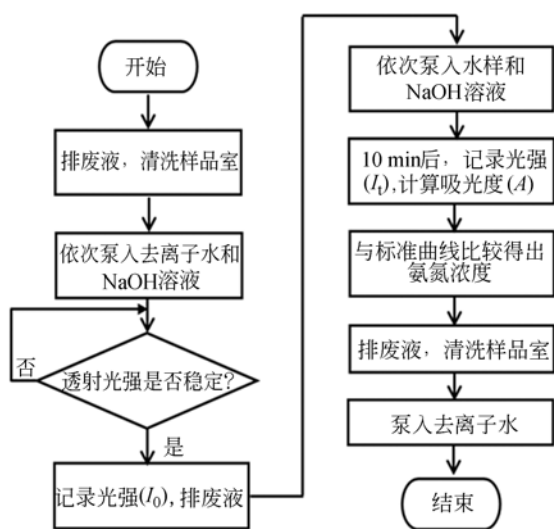 开始
排废液，清洗样品室
依次泵入去离子水和
NaOH溶液
透射光强是否稳定?
否
是
记录光强(I₀), 排废液
依次泵入水样和
NaOH溶液
10 min后，记录光强
(Iₜ),计算吸光度(A)
与标准曲线比较得出
氨氮浓度
排废液，清洗样品室
泵入去离子水
结束